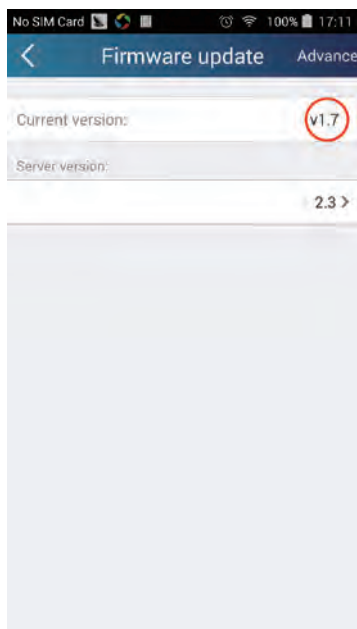 No SIM Card 100% 17:11
Firmware update Advance
Current version: v1.7
Server version:
2.3 >